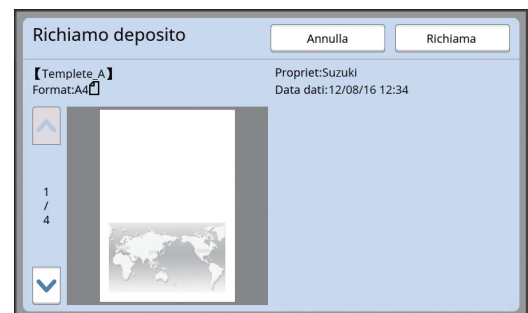 Richiamo deposito
Annulla
Richiama
【Templete_A】
Format:A4
Propriet:Suzuki
Data dati:12/08/16 12:34
1
/
4